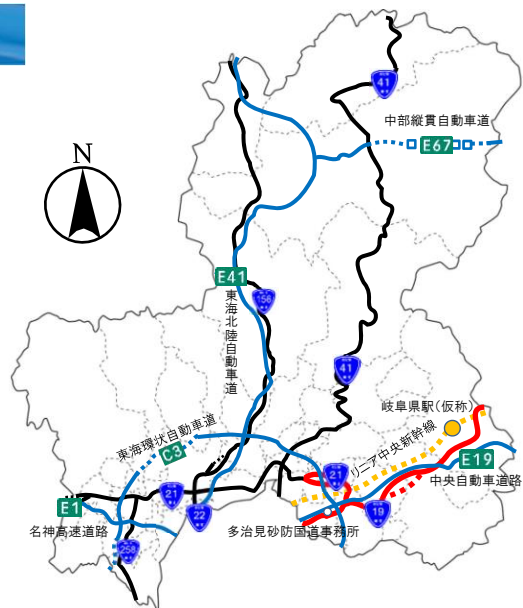 41
中部縦貫自動車道
E67
N
E41
156
東海北陸自動車道
41
岐阜県駅(仮称)
東海環状自動車道
リニア中央新幹線
C3
E19
21
中央自動車道路
21
E1
19
22
名神高速道路
多治見砂防国道事務所
258